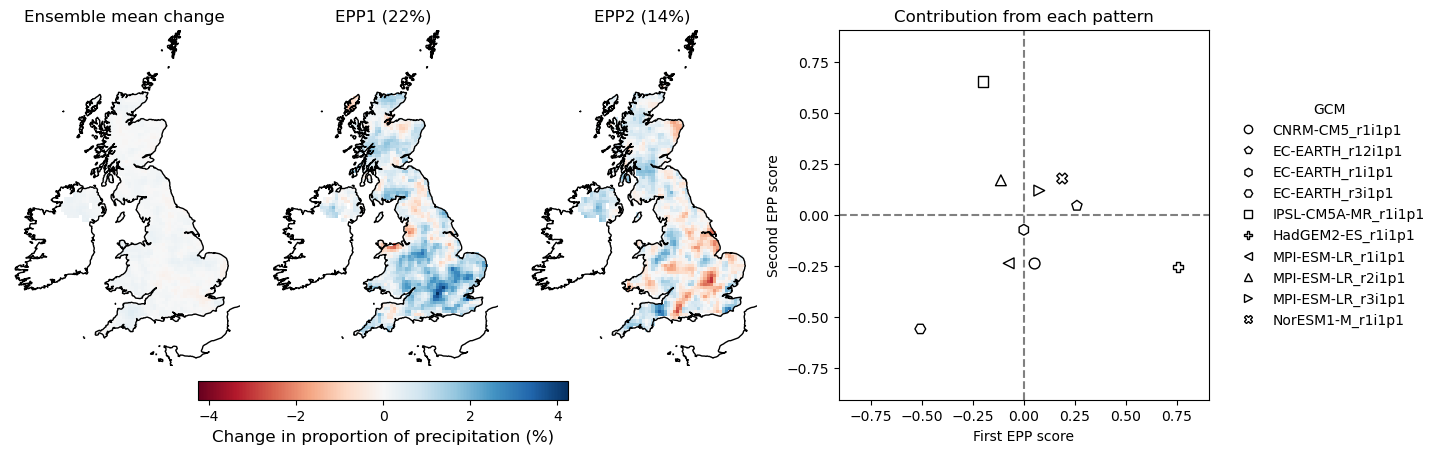 Ensemble mean change
EPP1 (22%)
EPP2 (14%)
−4 −2 0 2 4
Change in proportion of precipitation (%)
Contribution from each pattern
Second EPP score
0.75
0.50
0.25
0.00
−0.25
−0.50
−0.75
−0.75 −0.50 −0.25 0.00 0.25 0.50 0.75
First EPP score
GCM
CNRM-CM5_r1i1p1
EC-EARTH_r12i1p1
EC-EARTH_r1i1p1
EC-EARTH_r3i1p1
IPSL-CM5A-MR_r1i1p1
HadGEM2-ES_r1i1p1
MPI-ESM-LR_r1i1p1
MPI-ESM-LR_r2i1p1
MPI-ESM-LR_r3i1p1
NorESM1-M_r1i1p1